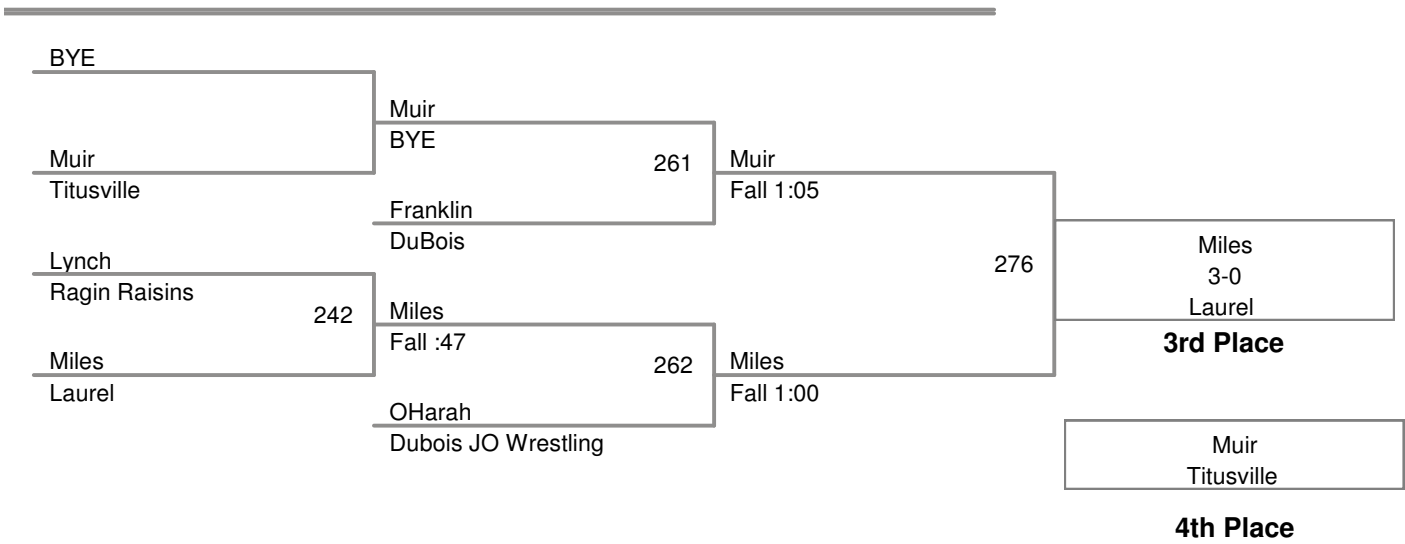 BYE
Muir
BYE
Muir
Titusville
261
Muir
Fall 1:05
Franklin
DuBois
Lynch
Ragin Raisins
242
Miles
Fall :47
Miles
Laurel
262
Miles
Fall 1:00
OHarah
Dubois JO Wrestling
276
Miles
3-0
Laurel
3rd Place
Muir
Titusville
4th Place